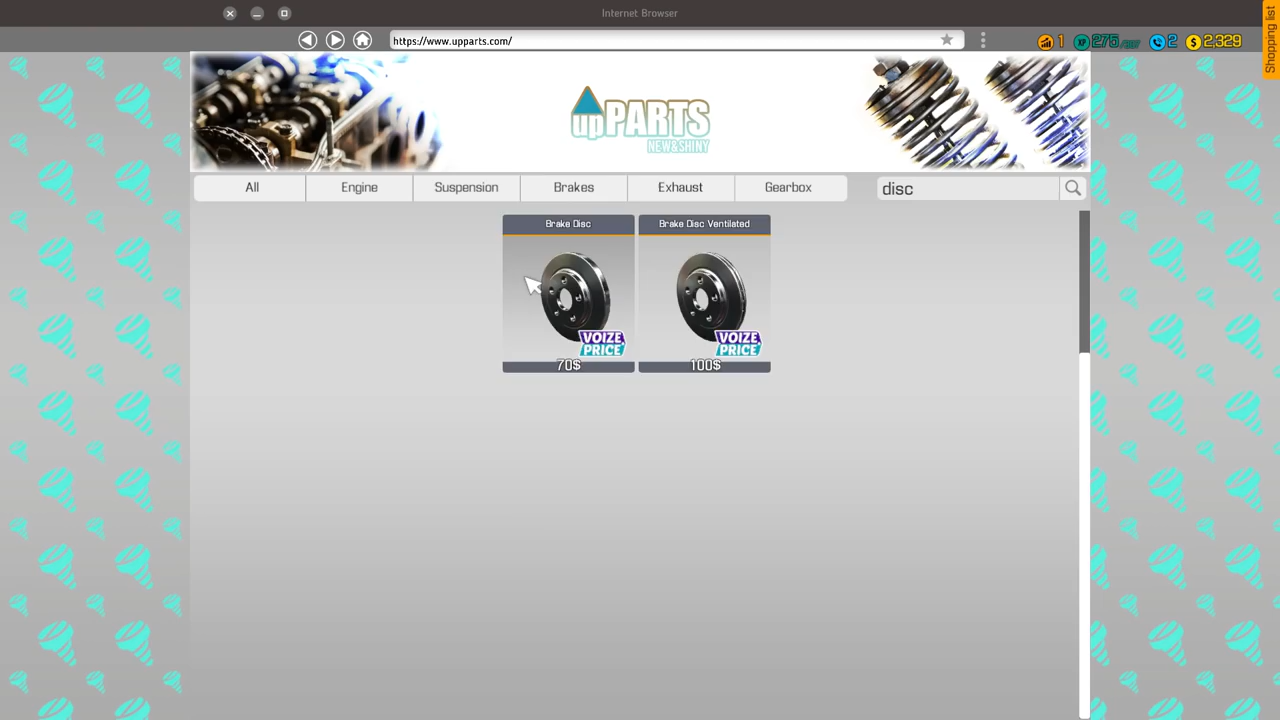 Internet Browser
https://www.upparts.com/
1
275
2
2,329
Shopping list
upPARTS
NEW&SHINY
All
Engine
Suspension
Brakes
Exhaust
Gearbox
disc
Brake Disc
Brake Disc Ventilated
VOIZE
PRICE
VOIZE
PRICE
70$
100$